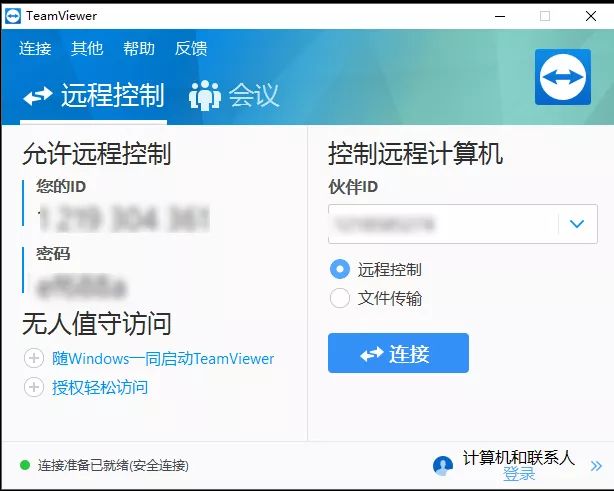 TeamViewer
连接 其他 帮助 反馈
远程控制 会议
允许远程控制
您的ID
密码
无人值守访问
随Windows一同启动TeamViewer
授权轻松访问
控制远程计算机
伙伴ID
远程控制
文件传输
连接
连接准备已就绪(安全连接)
计算机和联系人
登录